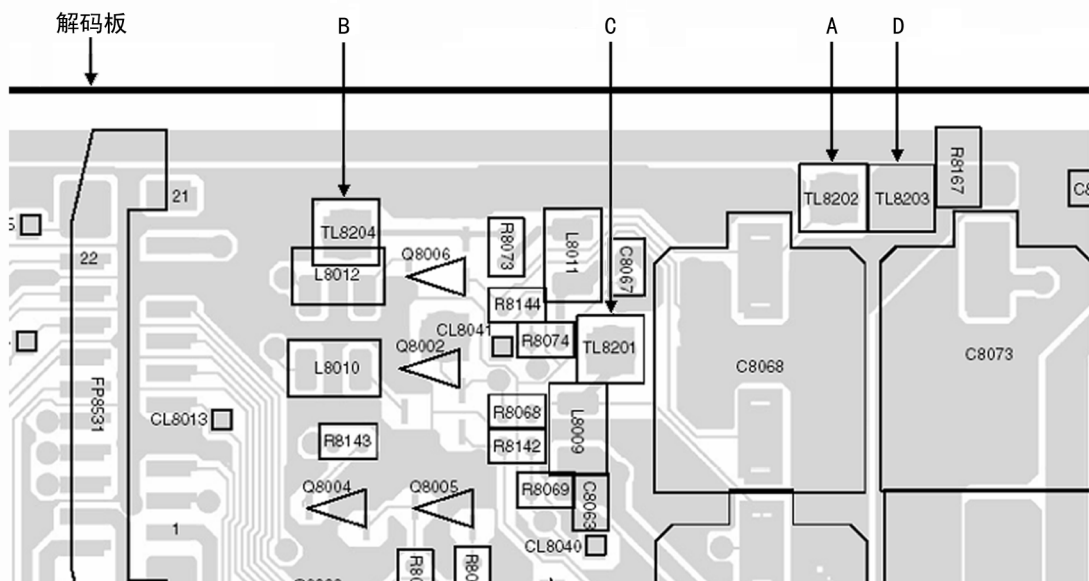 解码板
B
C
A
D
21
22
TL8204
L8012
Q8006
R8073
L8011
C8067
TL8202
TL8203
R8167
R8144
CL8041
R8074
TL8201
Q8002
L8010
C8068
C8073
FP8531
CL8013
R8143
R8068
L8009
R8142
Q8004
Q8005
R8069
C8063
1
CL8040